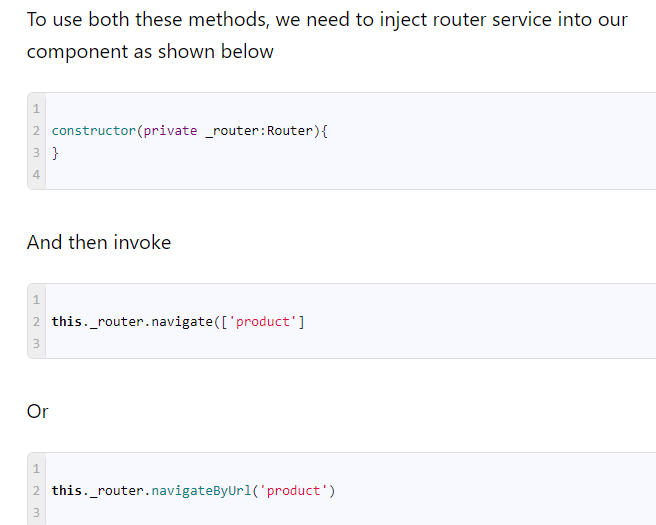 To use both these methods, we need to inject router service into our
component as shown below
1
2 constructor(private _router:Router){
3 }
4
And then invoke
1
2 this._router.navigate(['product']
3
Or
1
2 this._router.navigateByUrl('product')
3